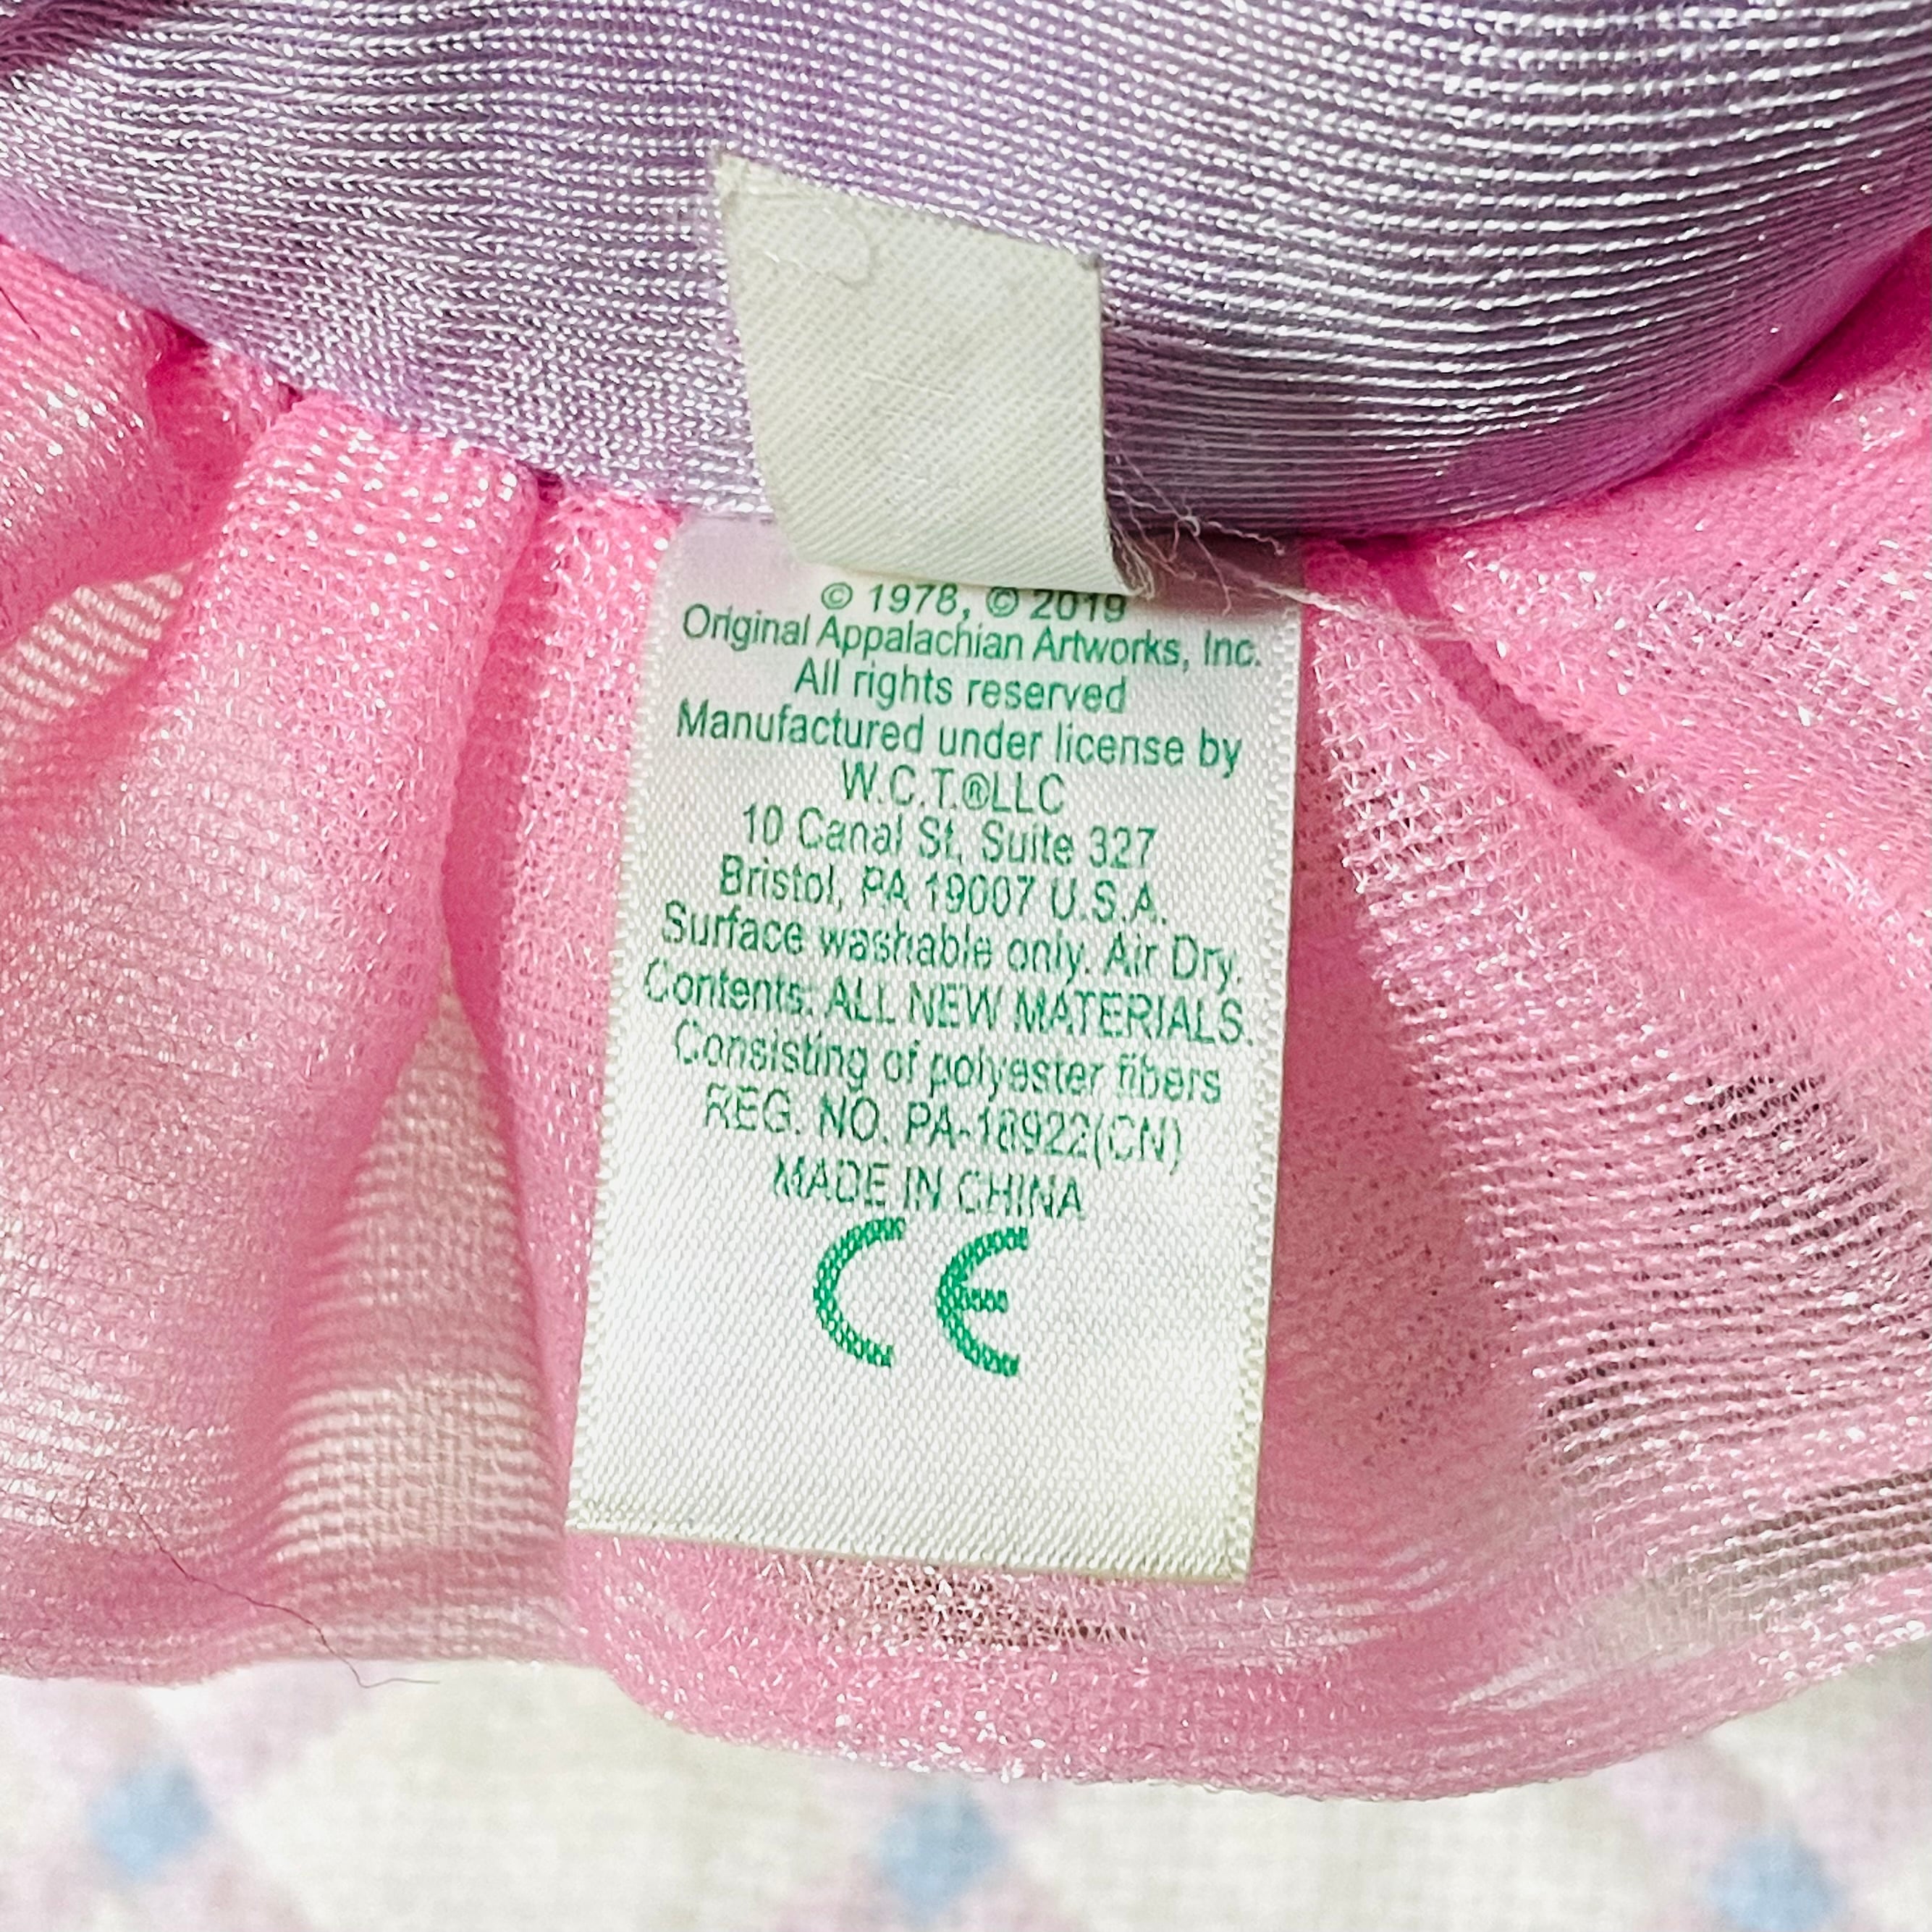 © 1978, © 2019
Original Appalachian Artworks, Inc.
All rights reserved
Manufactured under license by
W.C.T.®LLC
10 Canal St, Suite 327
Bristol, PA 19007 U.S.A.
Surface washable only. Air Dry.
Contents: ALL NEW MATERIALS.
Consisting of polyester fibers
REG. NO. PA-18922(CN)
MADE IN CHINA
CE